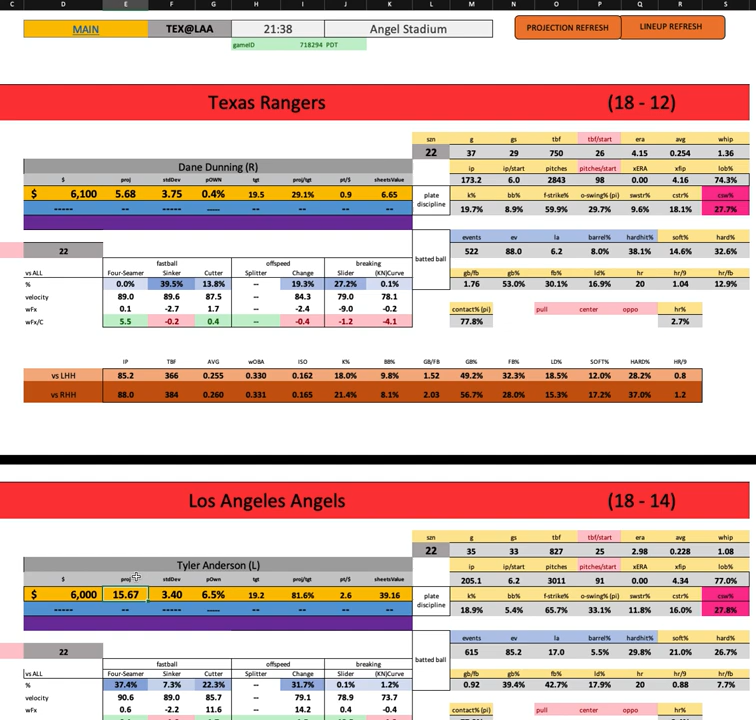 C D E F G H I J K L M N O P Q R S
MAIN TEX@LAA 21:38 Angel Stadium PROJECTION REFRESH LINEUP REFRESH
gameID 718294 PDT
Texas Rangers (18 - 12)
szn g gs tbf tbf/start era avg whip
22 37 29 750 26 4.15 0.254 1.36
Dane Dunning (R) ip ip/start pitches pitches/start xERA xfip lob%
$ proj stdDev pOWN tgt proj/tgt pt/$ sheetsValue 173.2 6.0 2843 98 0.00 4.16 74.3%
$ 6,100 5.68 3.75 0.4% 19.5 29.1% 0.9 6.65 plate discipline k% bb% f-strike% o-swing% (pi) swstr% cstr% csw%
----- -- -- ---- -- -- -- -- 19.7% 8.9% 59.9% 29.7% 9.6% 18.1% 27.7%
events ev la barrel% hardhit% soft% hard%
22 batted ball 522 88.0 6.2 8.0% 38.1% 14.6% 32.6%
fastball offspeed breaking
vs ALL Four-Seamer Sinker Cutter Splitter Change Slider (KN)Curve gb/fb gb% fb% ld% hr hr/9 hr/fb
% 0.0% 39.5% 13.8% -- 19.3% 27.2% 0.1% 1.76 53.0% 30.1% 16.9% 20 1.04 12.9%
velocity 89.0 89.6 87.5 -- 84.3 79.0 78.1
wFx 0.1 -2.7 1.7 -- -2.4 -9.0 -0.2 contact% (pi) pull center oppo hr%
wFx/C 5.5 -0.2 0.4 -- -0.4 -1.2 -4.1 77.8% 2.7%
IP TBF AVG wOBA ISO K% BB% GB/FB GB% FB% LD% SOFT% HARD% HR/9
vs LHH 85.2 366 0.255 0.330 0.162 18.0% 9.8% 1.52 49.2% 32.3% 18.5% 12.0% 28.2% 0.8
vs RHH 88.0 384 0.260 0.331 0.165 21.4% 8.1% 2.03 56.7% 28.0% 15.3% 17.2% 37.0% 1.2
Los Angeles Angels (18 - 14)
szn g gs tbf tbf/start era avg whip
22 35 33 827 25 2.98 0.228 1.08
Tyler Anderson (L) ip ip/start pitches pitches/start xERA xfip lob%
$ proj stdDev pOwn tgt proj/tgt pt/$ sheetsValue 205.1 6.2 3011 91 0.00 4.34 77.0%
$ 6,000 15.67 3.40 6.5% 19.2 81.6% 2.6 39.16 plate discipline k% bb% f-strike% o-swing% (pi) swstr% cstr% csw%
----- -- -- ---- -- -- -- -- 18.9% 5.4% 65.7% 33.1% 11.8% 16.0% 27.8%
events ev la barrel% hardhit% soft% hard%
22 batted ball 615 85.2 17.0 5.5% 29.8% 21.0% 26.7%
fastball offspeed breaking
vs ALL Four-Seamer Sinker Cutter Splitter Change Slider (KN)Curve gb/fb gb% fb% ld% hr hr/9 hr/fb
% 37.4% 7.3% 22.3% -- 31.7% 0.1% 1.2% 0.92 39.4% 42.7% 17.9% 20 0.88 7.7%
velocity 90.6 89.0 85.7 -- 79.1 78.9 73.7
wFx 0.6 -2.2 11.6 -- 14.2 0.4 -0.4 contact% (pi) pull center oppo hr%